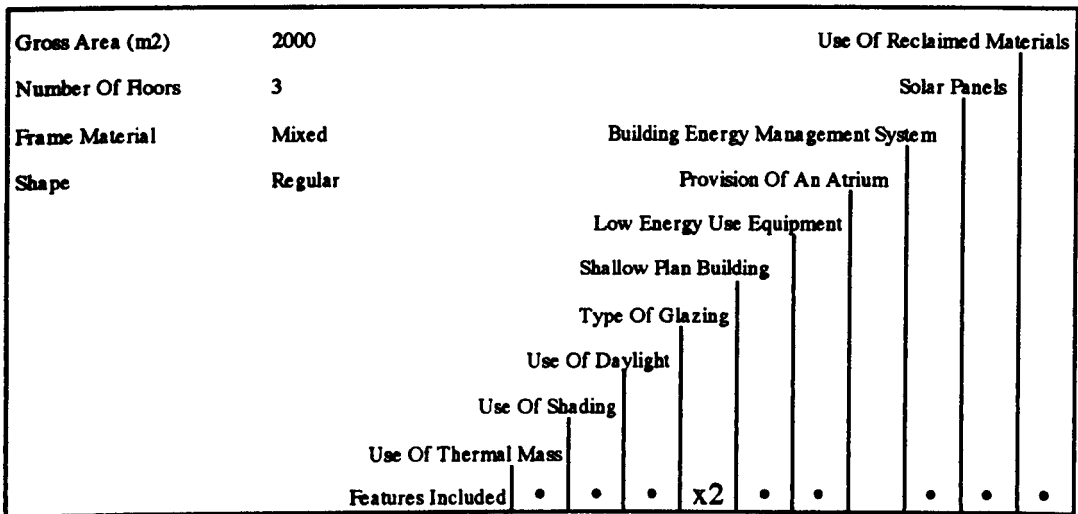 Gross Area (m2) 2000 Use Of Reclaimed Materials
Number Of Floors 3 Solar Panels
Frame Material Mixed Building Energy Management System
Shape Regular Provision Of An Atrium
Low Energy Use Equipment
Shallow Plan Building
Type Of Glazing
Use Of Daylight
Use Of Shading
Use Of Thermal Mass
Features Included • • • x2 • • • • •